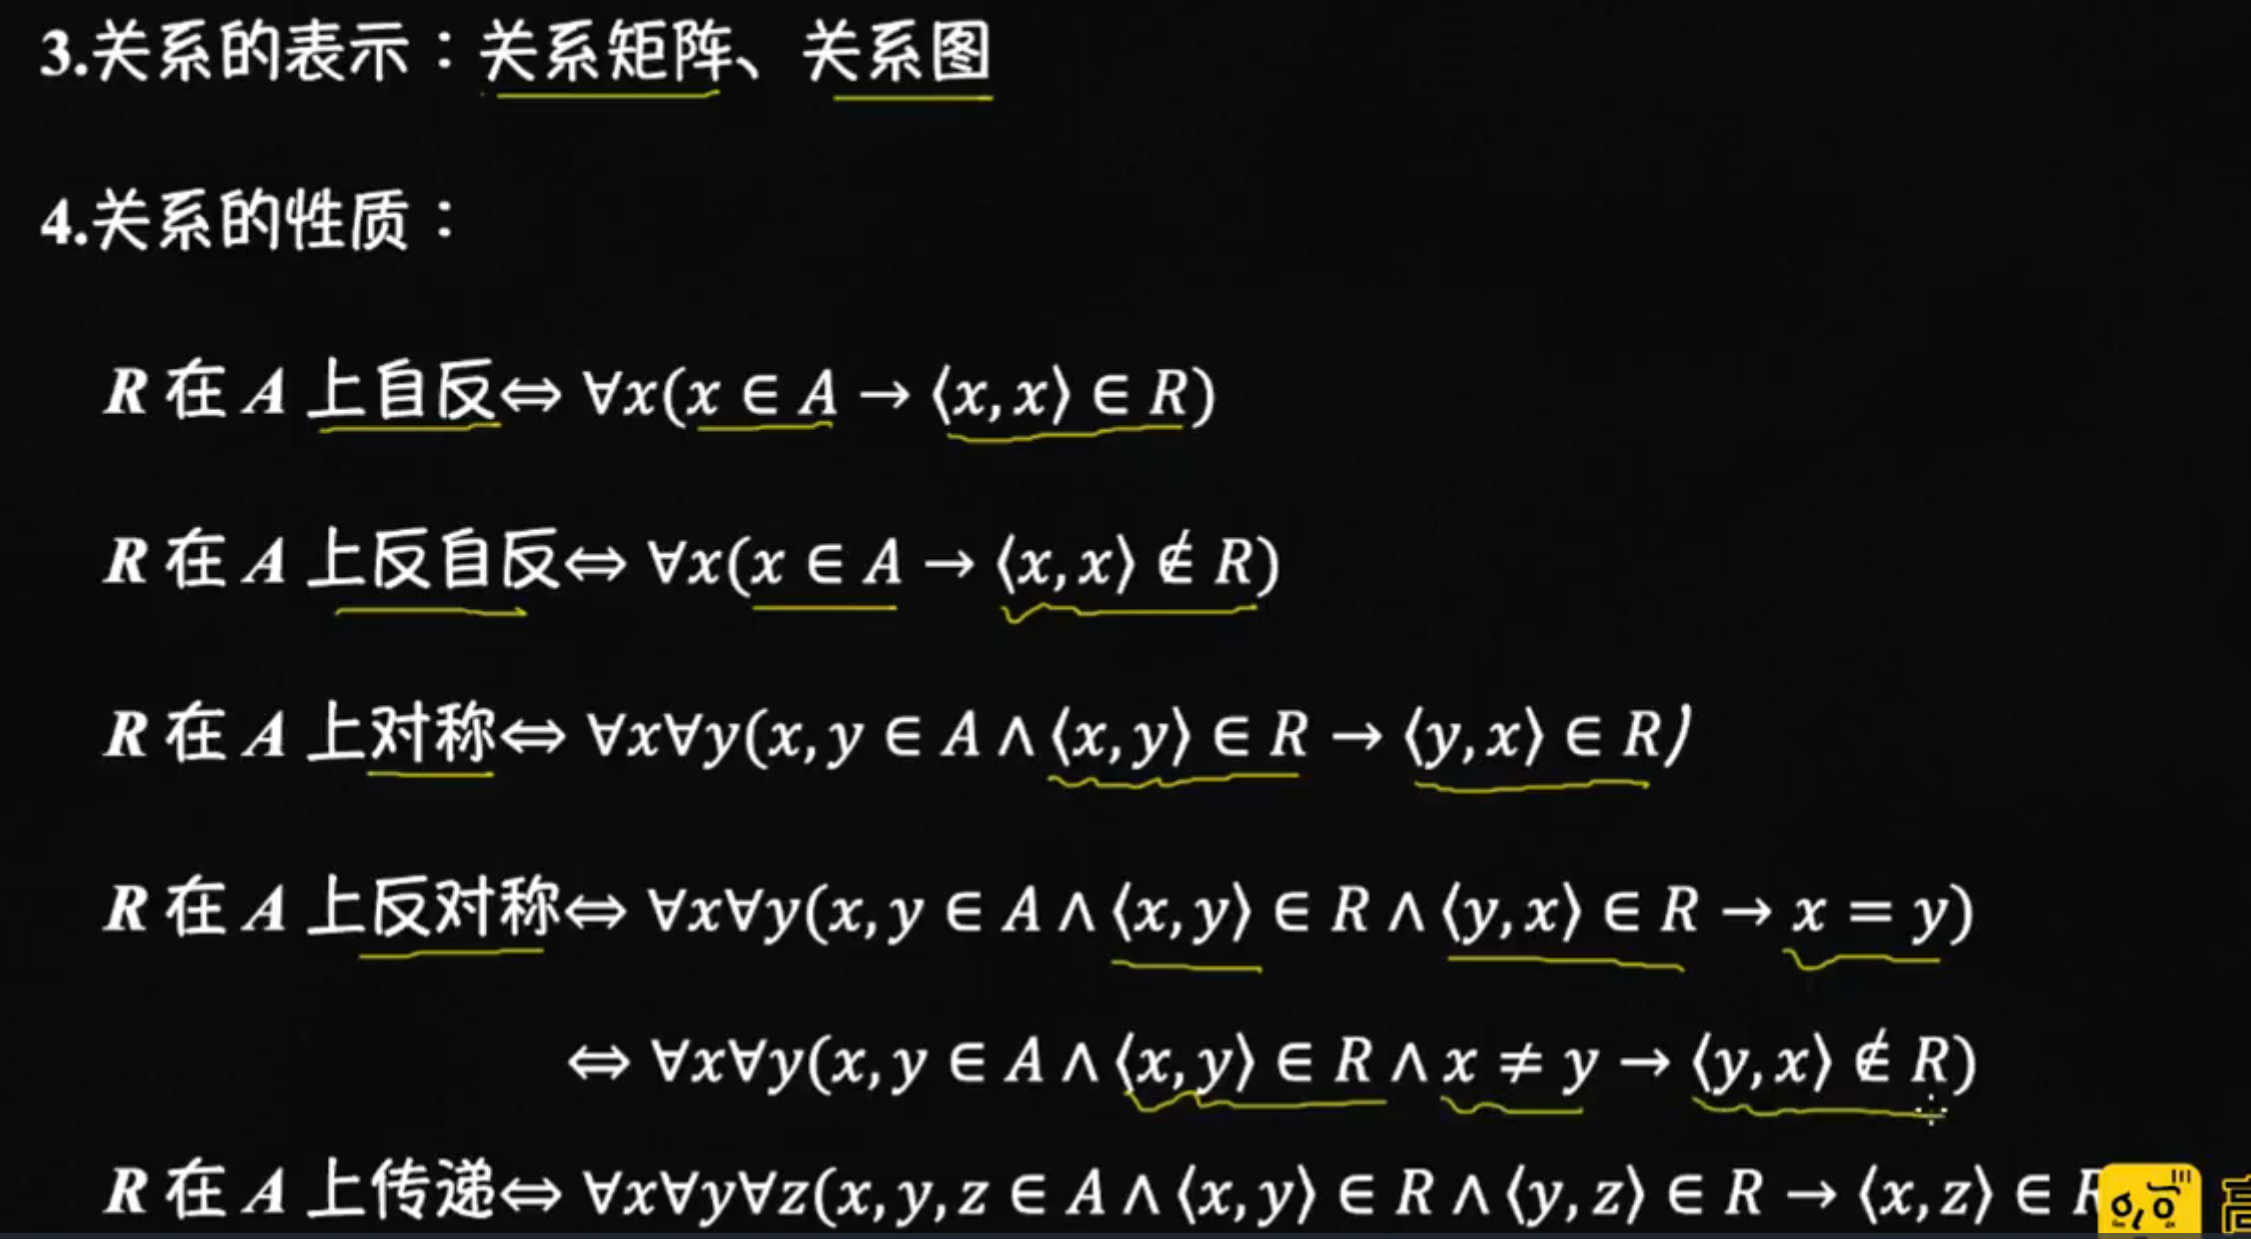 3.关系的表示：关系矩阵、关系图
4.关系的性质：
R 在 A 上自反⇔ ∀x(x ∈ A → ⟨x, x⟩ ∈ R)
R 在 A 上反自反⇔ ∀x(x ∈ A → ⟨x, x⟩ ∉ R)
R 在 A 上对称⇔ ∀x∀y(x, y ∈ A ∧ ⟨x, y⟩ ∈ R → ⟨y, x⟩ ∈ R)
R 在 A 上反对称⇔ ∀x∀y(x, y ∈ A ∧ ⟨x, y⟩ ∈ R ∧ ⟨y, x⟩ ∈ R → x = y)
⇔ ∀x∀y(x, y ∈ A ∧ ⟨x, y⟩ ∈ R ∧ x ≠ y → ⟨y, x⟩ ∉ R)
R 在 A 上传递⇔ ∀x∀y∀z(x, y, z ∈ A ∧ ⟨x, y⟩ ∈ R ∧ ⟨y, z⟩ ∈ R → ⟨x, z⟩ ∈ R